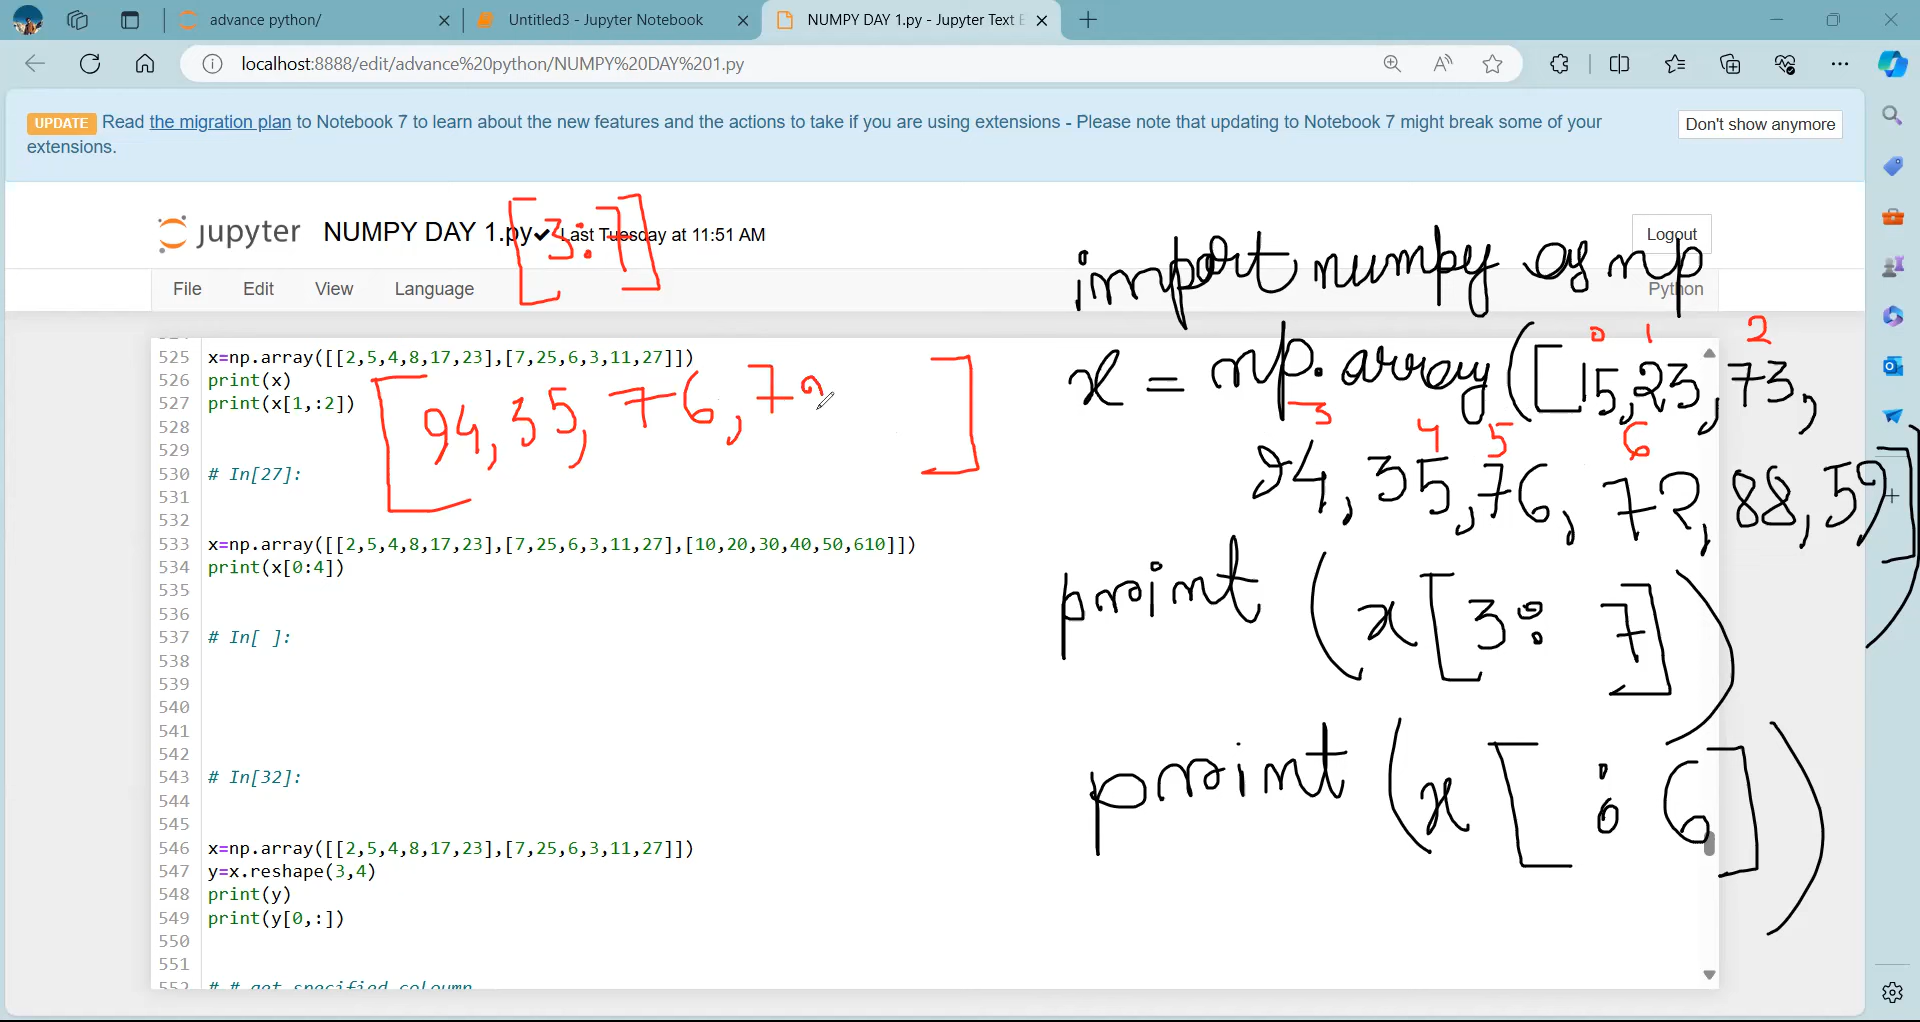 advance python/
Untitled3 - Jupyter Notebook
NUMPY DAY 1.py - Jupyter Text E
localhost:8888/edit/advance%20python/NUMPY%20DAY%201.py
UPDATE Read the migration plan to Notebook 7 to learn about the new features and the actions to take if you are using extensions - Please note that updating to Notebook 7 might break some of your
extensions.
Don't show anymore
jupyter NUMPY DAY 1.py Last Tuesday at 11:51 AM
Logout
[3:7]
File Edit View Language
Python
525 x=np.array([[2,5,4,8,17,23],[7,25,6,3,11,27]])
526 print(x)
527 print(x[1,:2])
528
529
530 # In[27]:
531
532
533 x=np.array([[2,5,4,8,17,23],[7,25,6,3,11,27],[10,20,30,40,50,610]])
534 print(x[0:4])
535
536
537 # In[ ]:
538
539
540
541
542
543 # In[32]:
544
545
546 x=np.array([[2,5,4,8,17,23],[7,25,6,3,11,27]])
547 y=x.reshape(3,4)
548 print(y)
549 print(y[0,:])
550
551
552 # # get specified coloumn
[94,35,76,7 ]
import numpy as np
0 1 2
x = np.array([15,23,73,
3 4 5 6
94,35,76,72,88,59])
print(x[3:7])
print(x[:6])